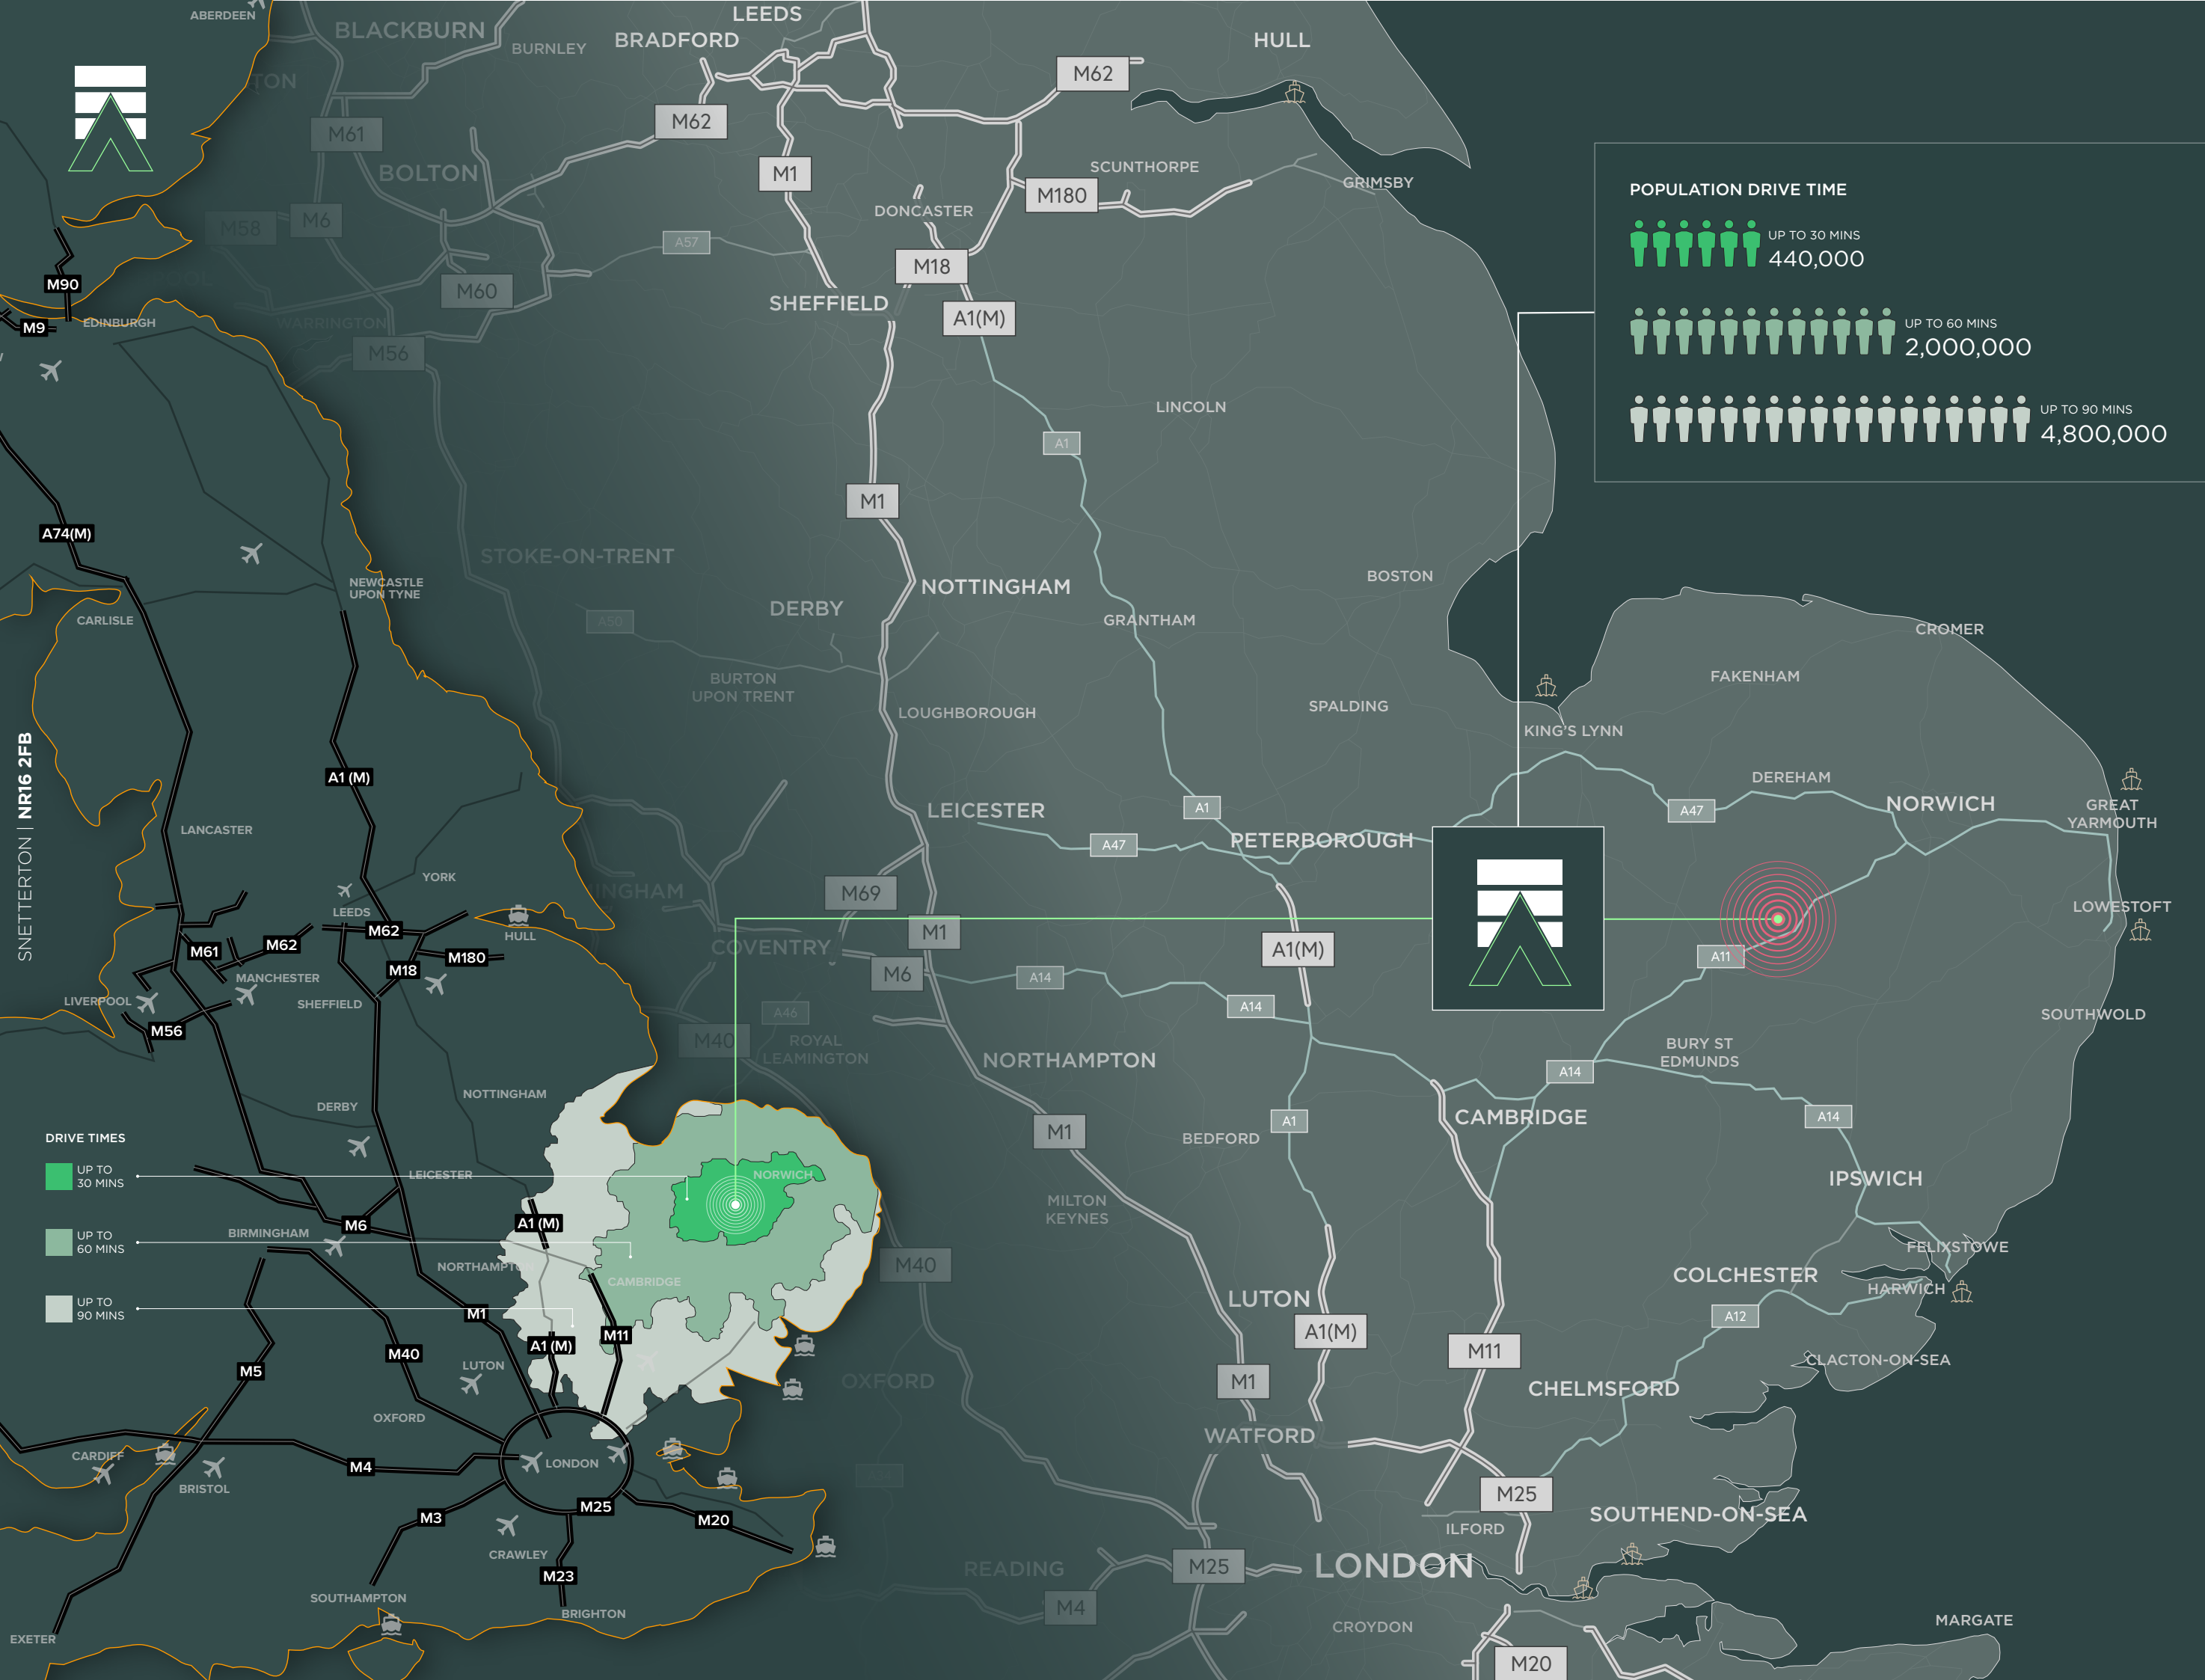 ABERDEEN
M90
M9
EDINBURGH
A74(M)
NEWCASTLE
UPON TYNE
CARLISLE
A1 (M)
LANCASTER
YORK
LEEDS
M62
HULL
M61
M62
M180
M18
MANCHESTER
SHEFFIELD
LIVERPOOL
M56
NOTTINGHAM
DERBY
LEICESTER
NORWICH
A1 (M)
M6
BIRMINGHAM
CAMBRIDGE
M1
A1 (M)
M11
M40
M5
LUTON
OXFORD
CARDIFF
BRISTOL
M4
LONDON
M25
M3
M20
CRAWLEY
M23
SOUTHAMPTON
BRIGHTON
EXETER
SNETTERTON | NR16 2FB
DRIVE TIMES
UP TO
30 MINS
UP TO
60 MINS
UP TO
90 MINS
BLACKBURN
BURNLEY
LEEDS
BRADFORD
HULL
M62
M62
M61
BOLTON
M1
SCUNTHORPE
M180
GRIMSBY
DONCASTER
M58
M6
A57
M18
M60
SHEFFIELD
A1(M)
WARRINGTON
M56
LINCOLN
A1
M1
STOKE-ON-TRENT
NOTTINGHAM
DERBY
A50
BOSTON
GRANTHAM
BURTON
UPON TRENT
LOUGHBOROUGH
SPALDING
CROMER
FAKENHAM
KING'S LYNN
DEREHAM
A47
NORWICH
GREAT
YARMOUTH
LEICESTER
A1
A47
PETERBOROUGH
M69
LOWESTOFT
COVENTRY
M1
A1(M)
A11
M6
A14
A14
A46
M40
ROYAL
LEAMINGTON
SOUTHWOLD
BURY ST
EDMUNDS
NORTHAMPTON
A14
A1
CAMBRIDGE
A14
M1
BEDFORD
IPSWICH
MILTON
KEYNES
FELIXSTOWE
M40
COLCHESTER
HARWICH
LUTON
A12
A1(M)
M11
CLACTON-ON-SEA
OXFORD
M1
CHELMSFORD
WATFORD
M25
SOUTHEND-ON-SEA
ILFORD
READING
M25
LONDON
M4
CROYDON
MARGATE
M20
POPULATION DRIVE TIME
UP TO 30 MINS
440,000
UP TO 60 MINS
2,000,000
UP TO 90 MINS
4,800,000